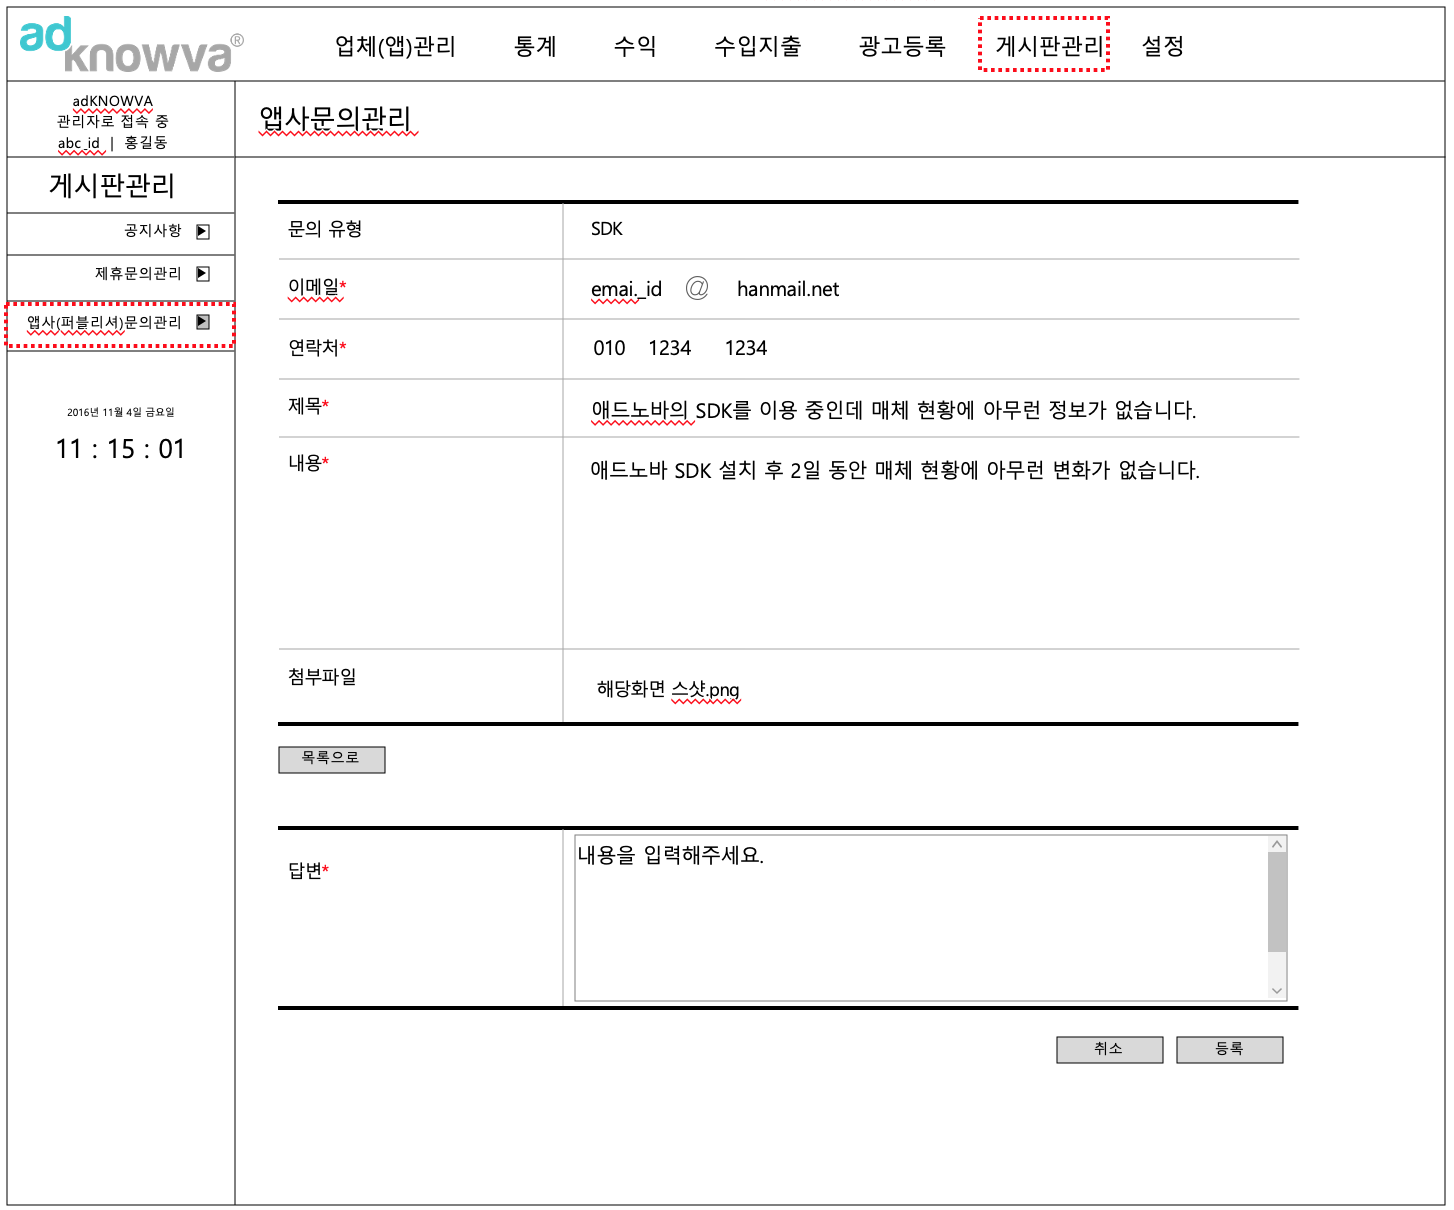 adknowva®
업체(앱)관리 통계 수익 수입지출 광고등록 게시판관리 설정
adKNOWVA
관리자로 접속 중
abc_id | 홍길동
앱사문의관리
게시판관리
공지사항
제휴문의관리
앱사(퍼블리셔)문의관리
2016년 11월 4일 금요일
11 : 15 : 01
문의 유형 SDK
이메일* emai._id @ hanmail.net
연락처* 010 1234 1234
제목* 애드노바의 SDK를 이용 중인데 매체 현황에 아무런 정보가 없습니다.
내용* 애드노바 SDK 설치 후 2일 동안 매체 현황에 아무런 변화가 없습니다.
첨부파일 해당화면 스샷.png
목록으로
답변* 내용을 입력해주세요.
취소 등록